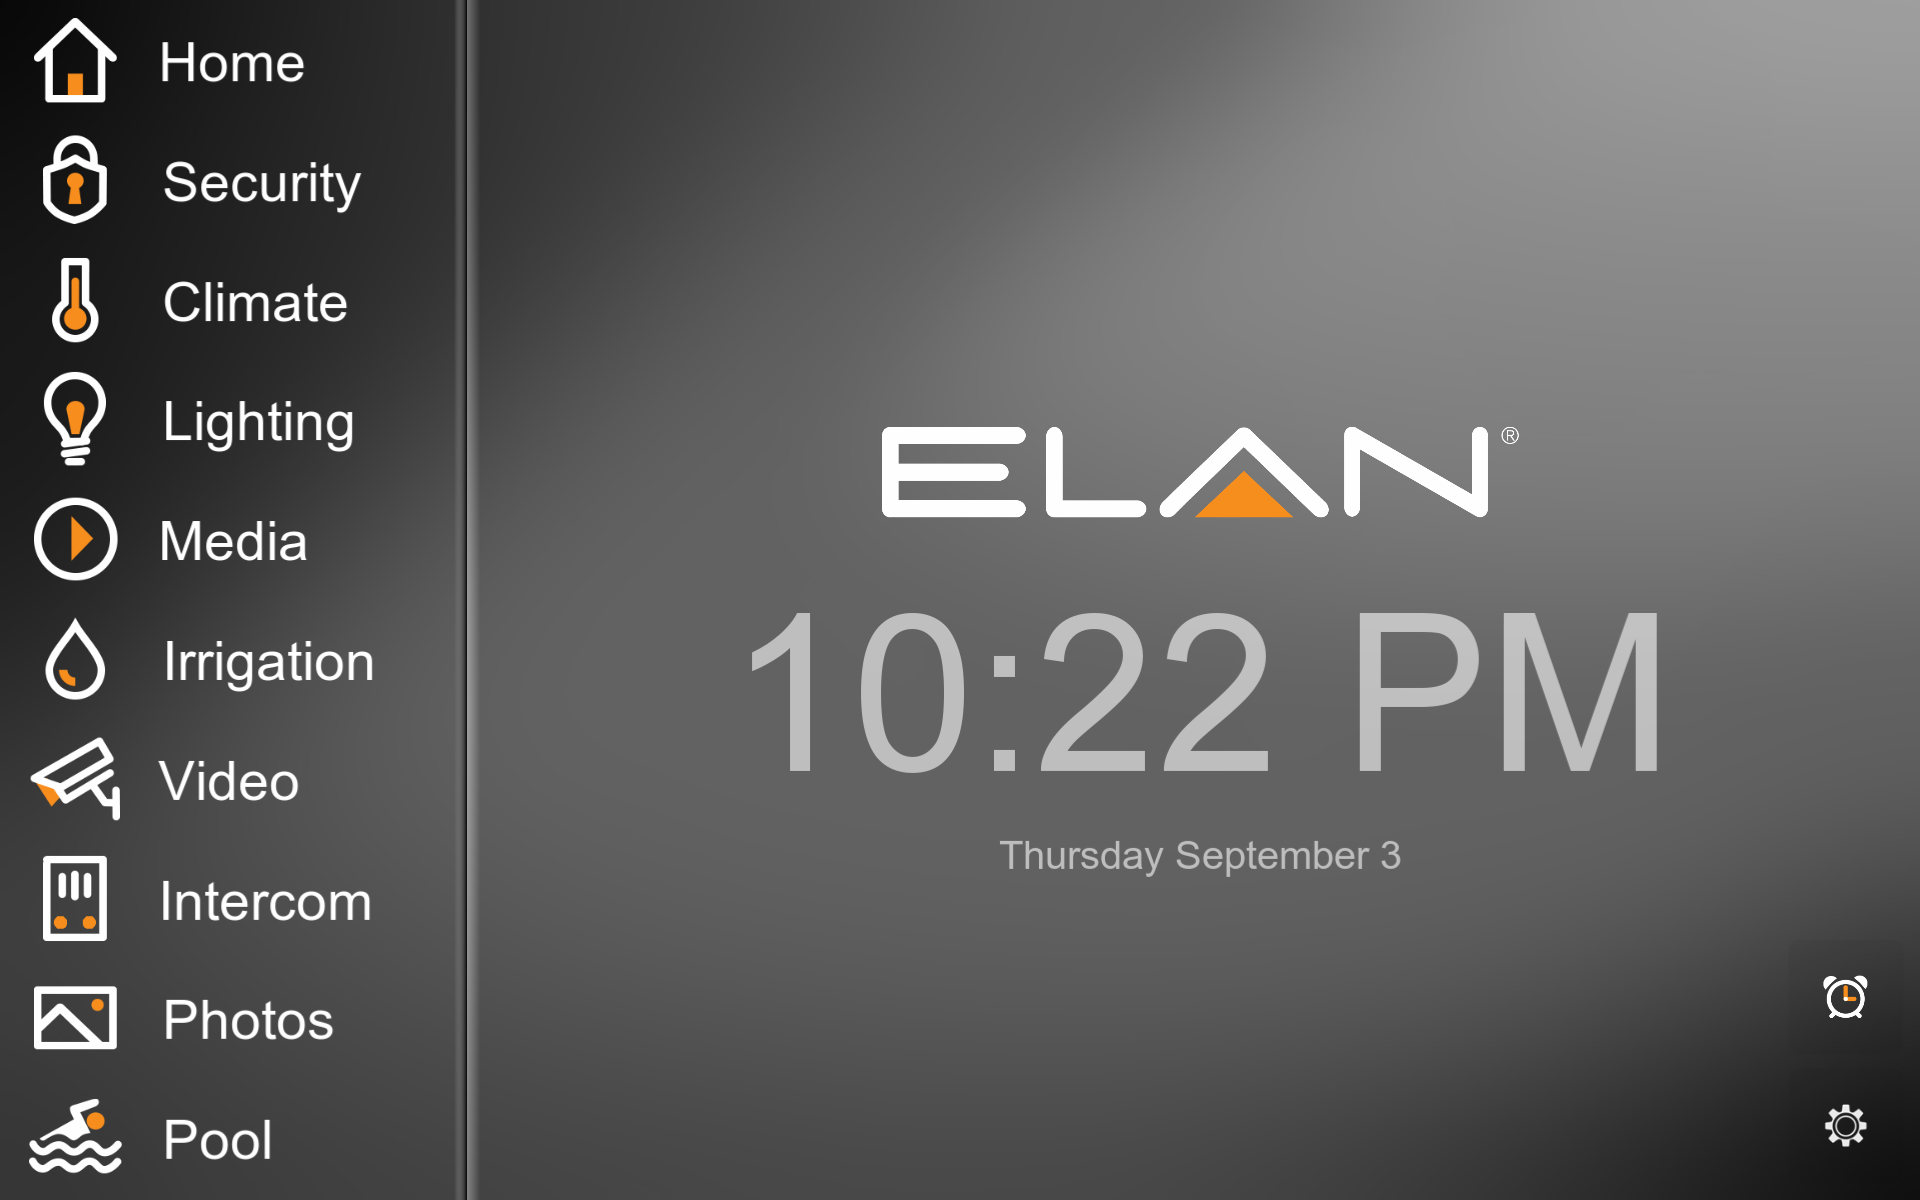 Home
Security
Climate
Lighting
Media
Irrigation
Video
Intercom
Photos
Pool
ELAN®
10:22 PM
Thursday September 3